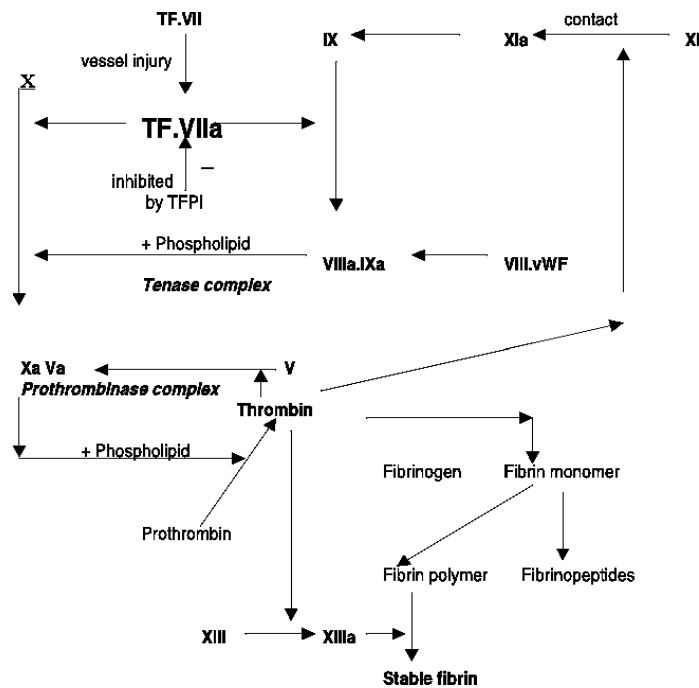 TF.VII
contact
IX
XIa
XI
vessel injury
X
TF.VIIa
–
inhibited
by TFPI
+ Phospholipid
VIIIa.IXa
VIII.vWF
Tenase complex
Xa Va
V
Prothrombinase complex
Thrombin
+ Phospholipid
Fibrinogen
Fibrin monomer
Prothrombin
Fibrin polymer
Fibrinopeptides
XIII
XIIIa
Stable fibrin